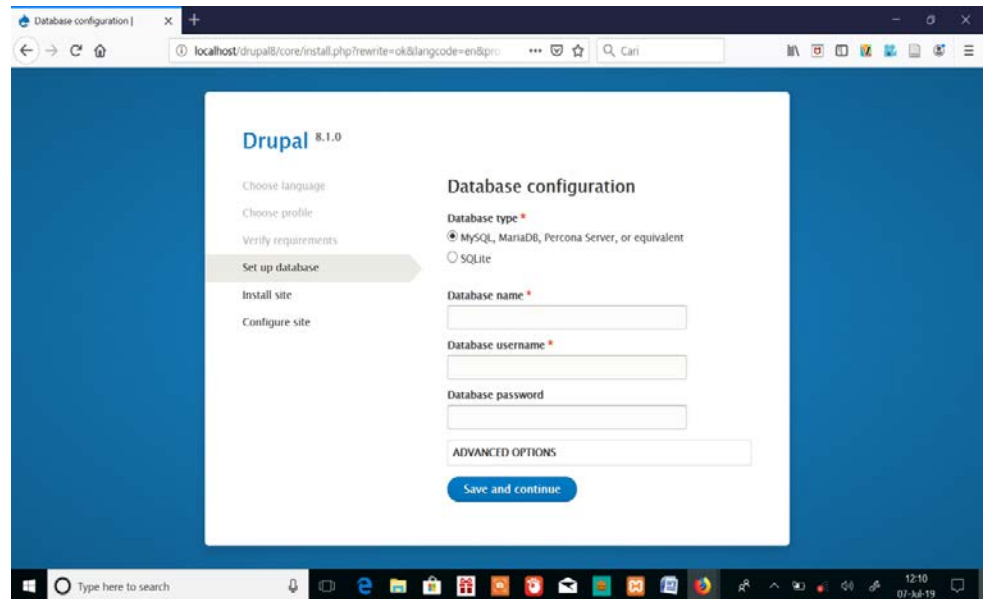 Database configuration |
localhost/drupal8/core/install.php?rewrite=ok&langcode=en&pro
Cari
Drupal 8.1.0
Choose language
Choose profile
Verify requirements
Set up database
Install site
Configure site
Database configuration
Database type *
MySQL, MariaDB, Percona Server, or equivalent
SQLite
Database name *
Database username *
Database password
ADVANCED OPTIONS
Save and continue
Type here to search
12:10
07-Jul-19